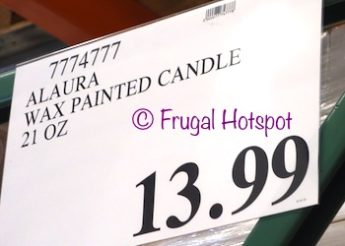 7774777
ALAURA
WAX PAINTED CANDLE
21 OZ
© Frugal Hotspot
13.99